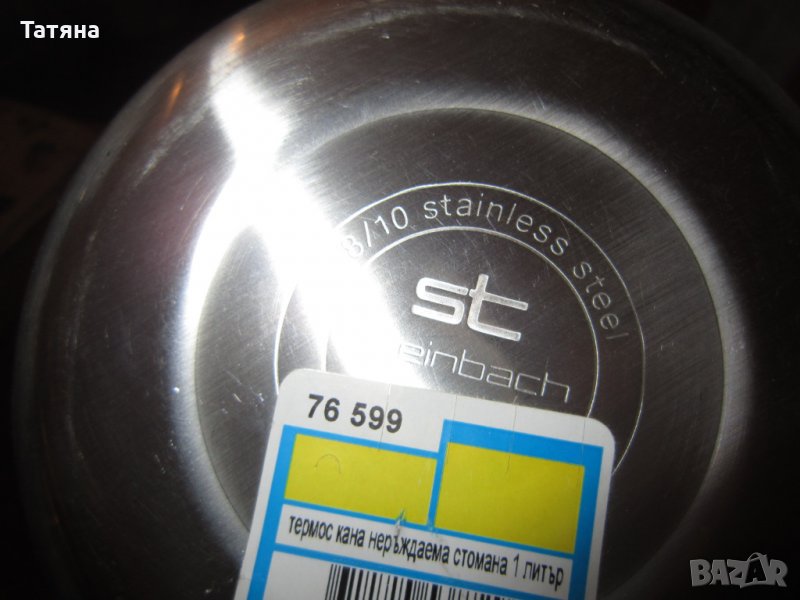 Татяна
8/10 stainless steel
st
einbach
76 599
термос кана неръждаема стомана 1 литър
BAZAR